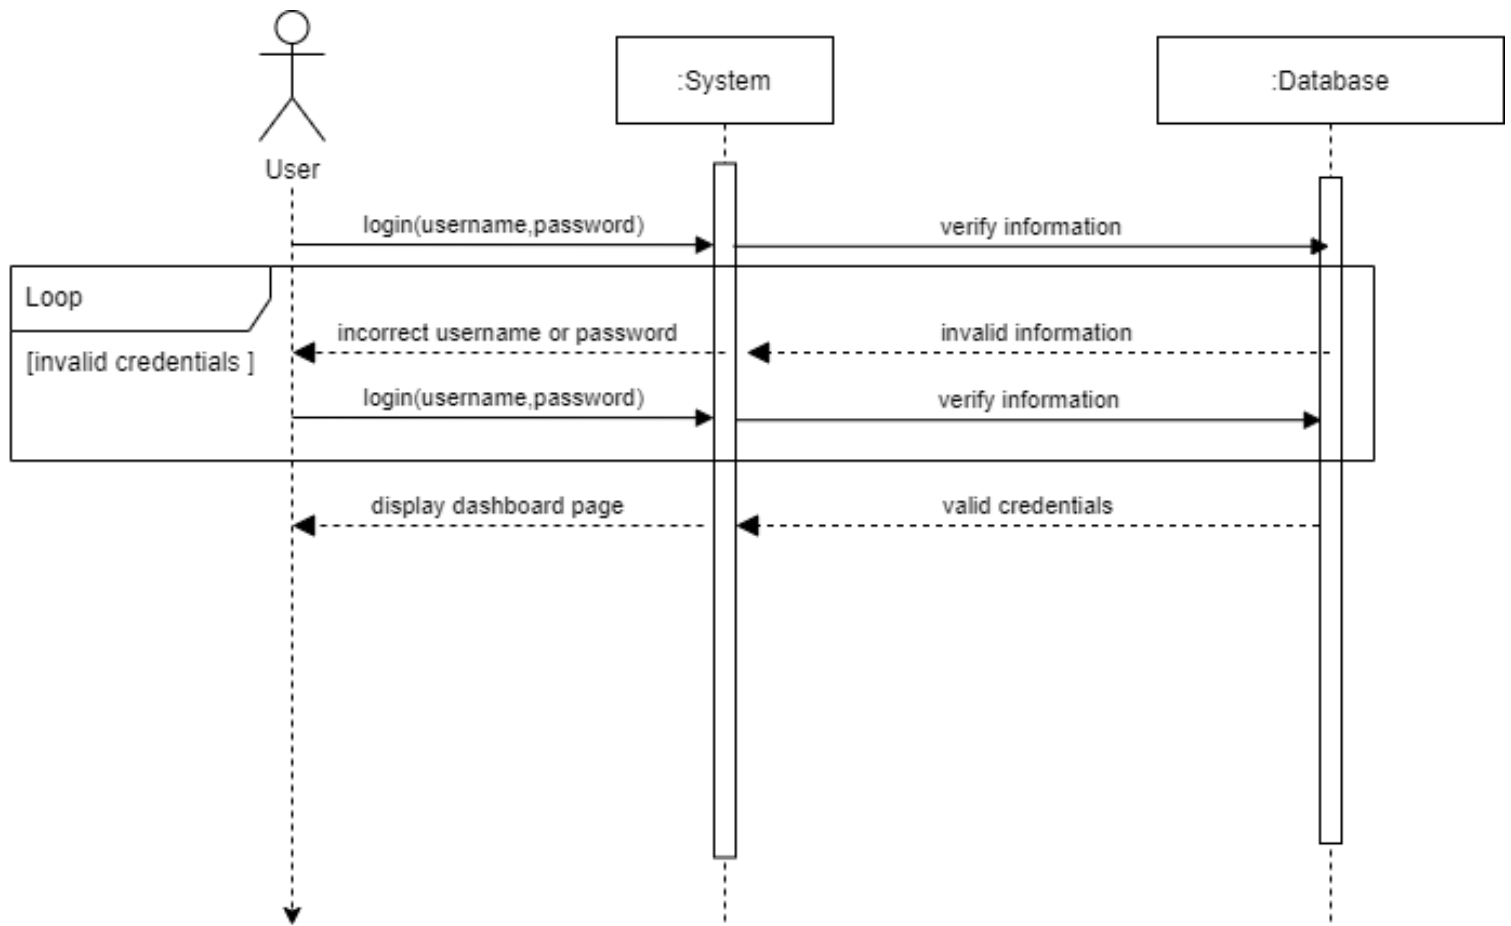 :System
:Database
User
login(username,password)
verify information
Loop
[invalid credentials ]
incorrect username or password
invalid information
login(username,password)
verify information
display dashboard page
valid credentials